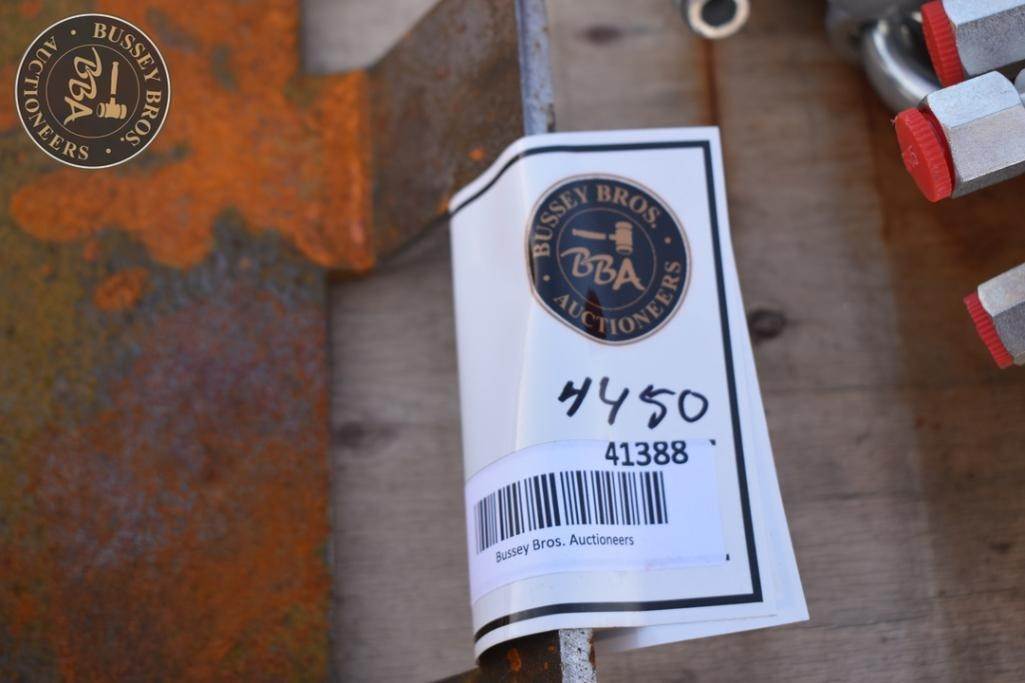 BUSSEY BROS.
BBA
AUCTIONEERS
BUSSEY BROS.
BBA
AUCTIONEERS
4450
41388
Bussey Bros. Auctioneers